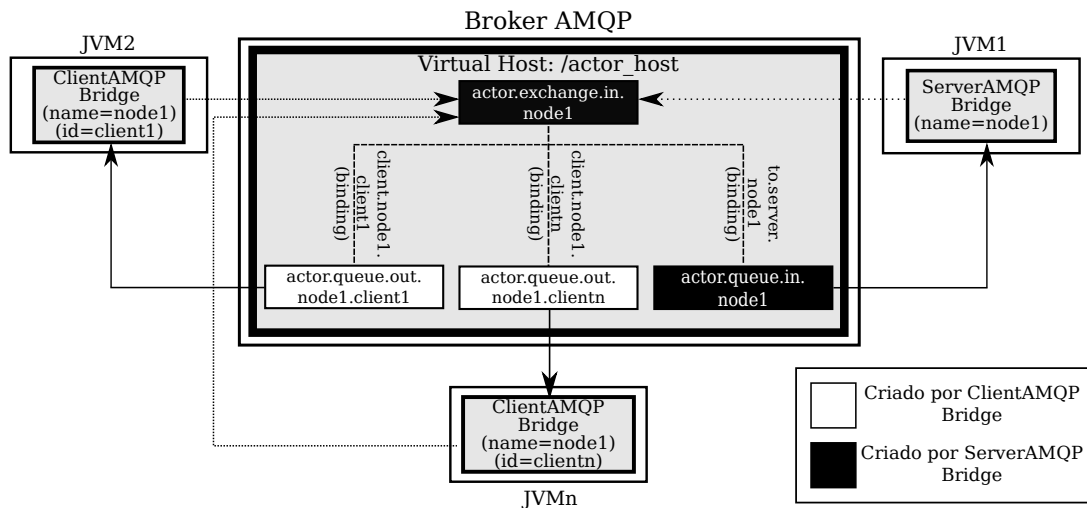 Broker AMQP
JVM2
ClientAMQP
Bridge
(name=node1)
(id=client1)
Virtual Host: /actor_host
actor.exchange.in.
node1
JVM1
ServerAMQP
Bridge
(name=node1)
client.node1.
client1
(binding)
client.node1.
clientn
(binding)
to.server.
node1
(binding)
actor.queue.out.
node1.client1
actor.queue.out.
node1.clientn
actor.queue.in.
node1
ClientAMQP
Bridge
(name=node1)
(id=clientn)
JVMn
Criado por ClientAMQP
Bridge
Criado por ServerAMQP
Bridge